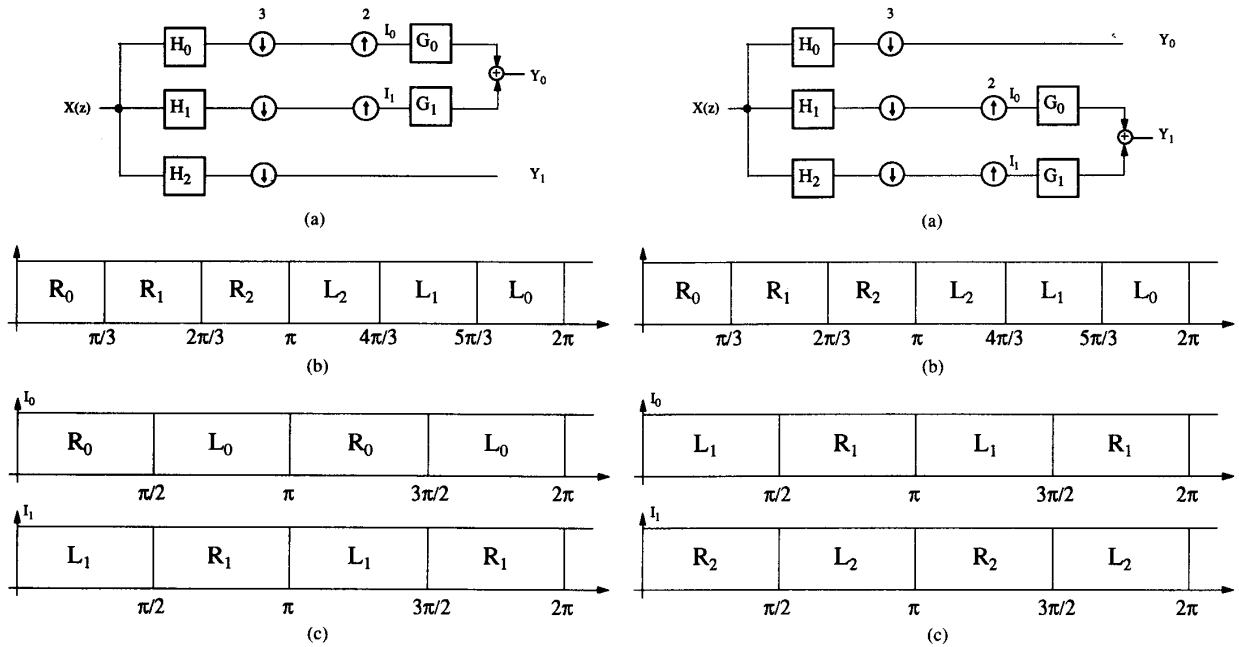 3 2 I₀
H₀ G₀
Y₀
X(z) H₁ I₁ G₁
H₂ Y₁
(a)
R₀ R₁ R₂ L₂ L₁ L₀
π/3 2π/3 π 4π/3 5π/3 2π
(b)
I₀
R₀ L₀ R₀ L₀
π/2 π 3π/2 2π
I₁
L₁ R₁ L₁ R₁
π/2 π 3π/2 2π
(c)
3
H₀ Y₀
2 I₀
X(z) H₁ G₀
Y₁
H₂ I₁ G₁
(a)
R₀ R₁ R₂ L₂ L₁ L₀
π/3 2π/3 π 4π/3 5π/3 2π
(b)
I₀
L₁ R₁ L₁ R₁
π/2 π 3π/2 2π
I₁
R₂ L₂ R₂ L₂
π/2 π 3π/2 2π
(c)